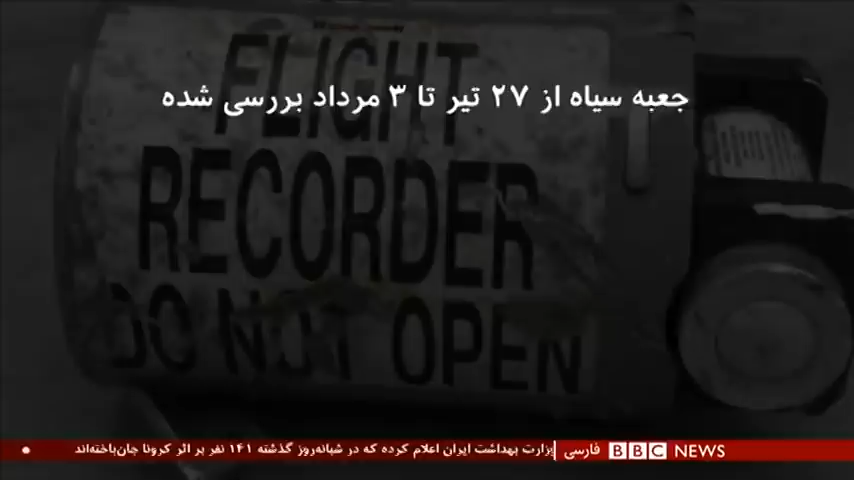 جعبه سیاه از ۲۷ تیر تا ۳ مرداد بررسی شده
FLIGHT
RECORDER
DO NOT OPEN
BBC NEWS فارسی
وزارت بهداشت ایران اعلام کرده که در شبانه‌روز گذشته ۱۴۱ نفر بر اثر کرونا جان‌باخته‌اند